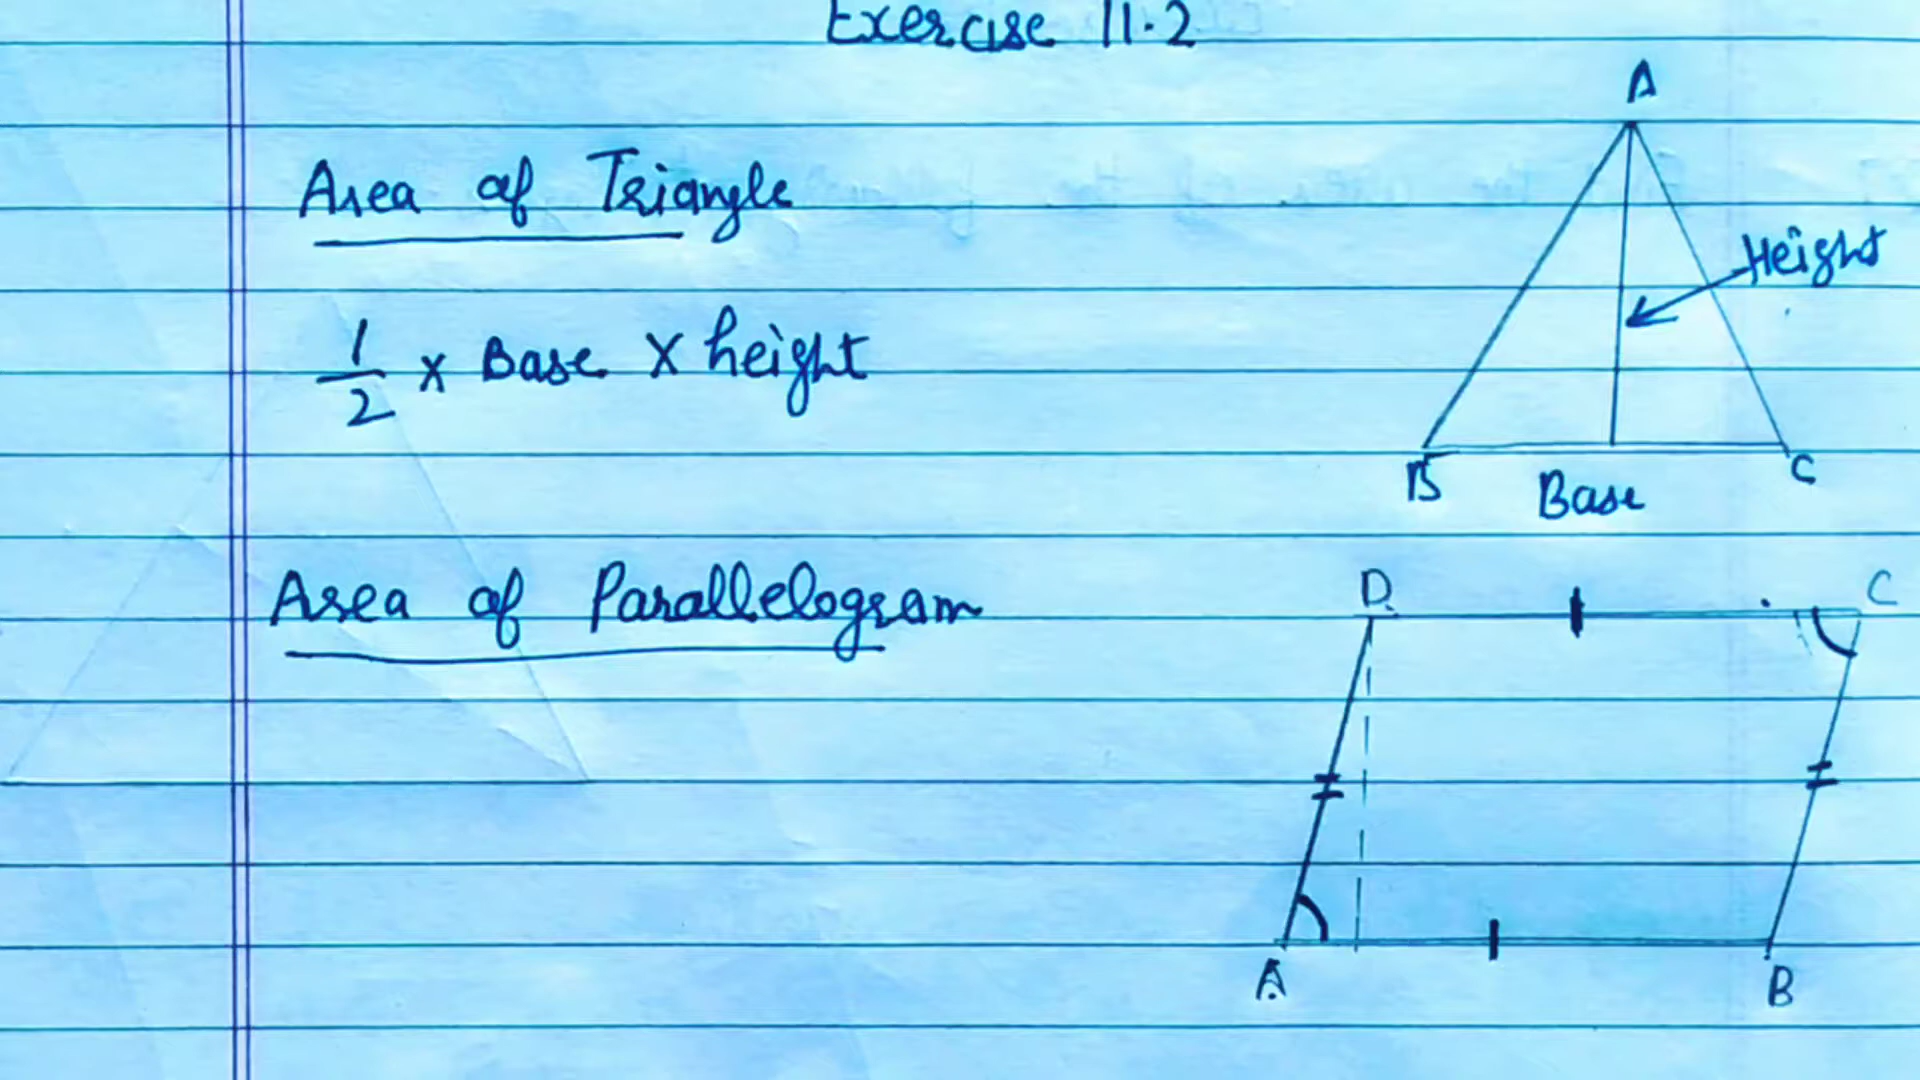 Exercise 11.2
A
Area of Triangle
Height
1/2 x Base x height
B
Base
C
Area of Parallelogram
D
C
A
B